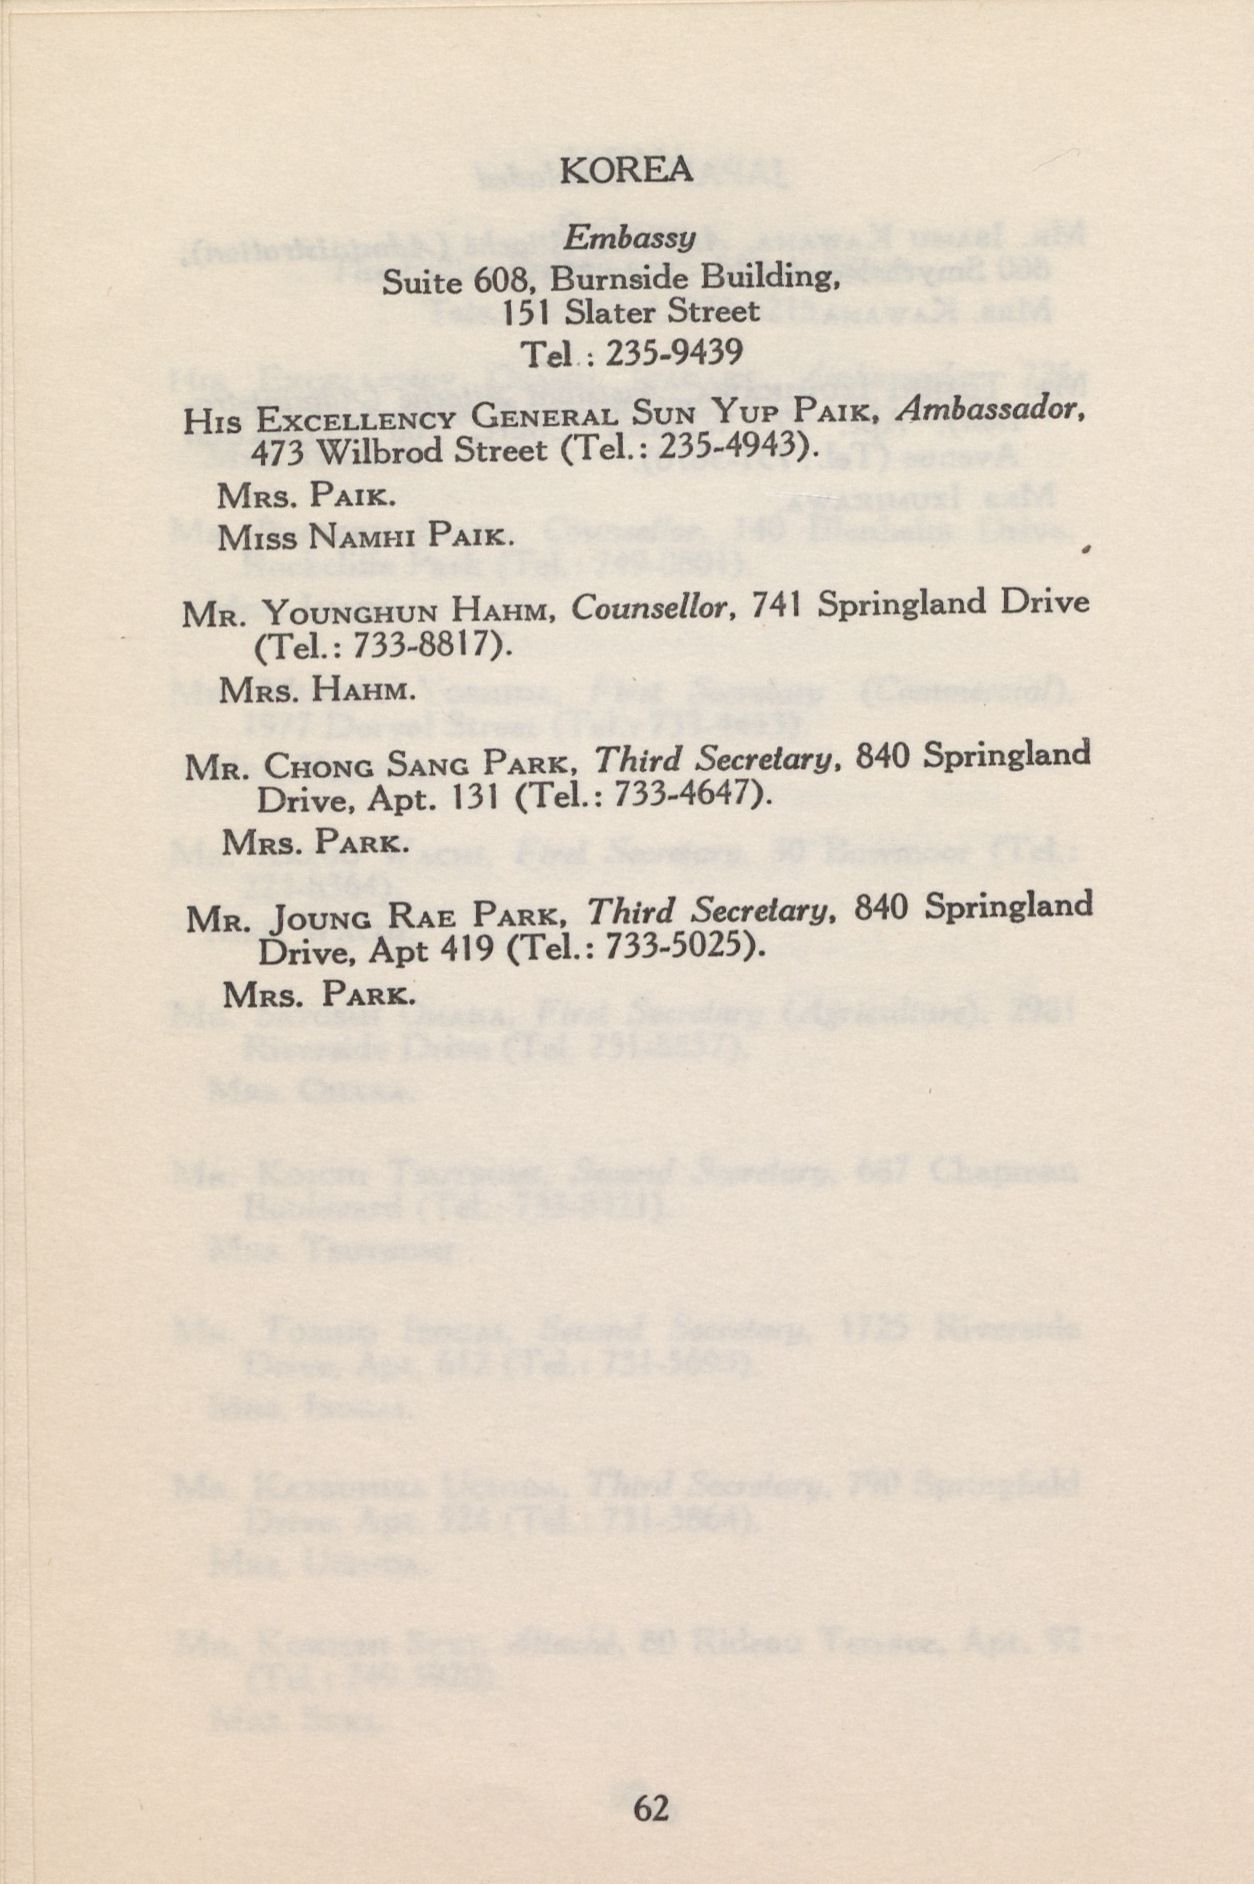 KOREA
Embassy
Suite 608, Burnside Building,
151 Slater Street
Tel.: 235-9439
His Excellency General Sun Yup Paik, Ambassador,
473 Wilbrod Street (Tel.: 235-4943).
Mrs. Paik.
Miss Namhi Paik.
Mr. Younghun Hahm, Counsellor, 741 Springland Drive
(Tel.: 733-8817).
Mrs. Hahm.
Mr. Chong Sang Park, Third Secretary, 840 Springland
Drive, Apt. 131 (Tel.: 733-4647).
Mrs. Park.
Mr. Joung Rae Park, Third Secretary, 840 Springland
Drive, Apt 419 (Tel.: 733-5025).
Mrs. Park.
62